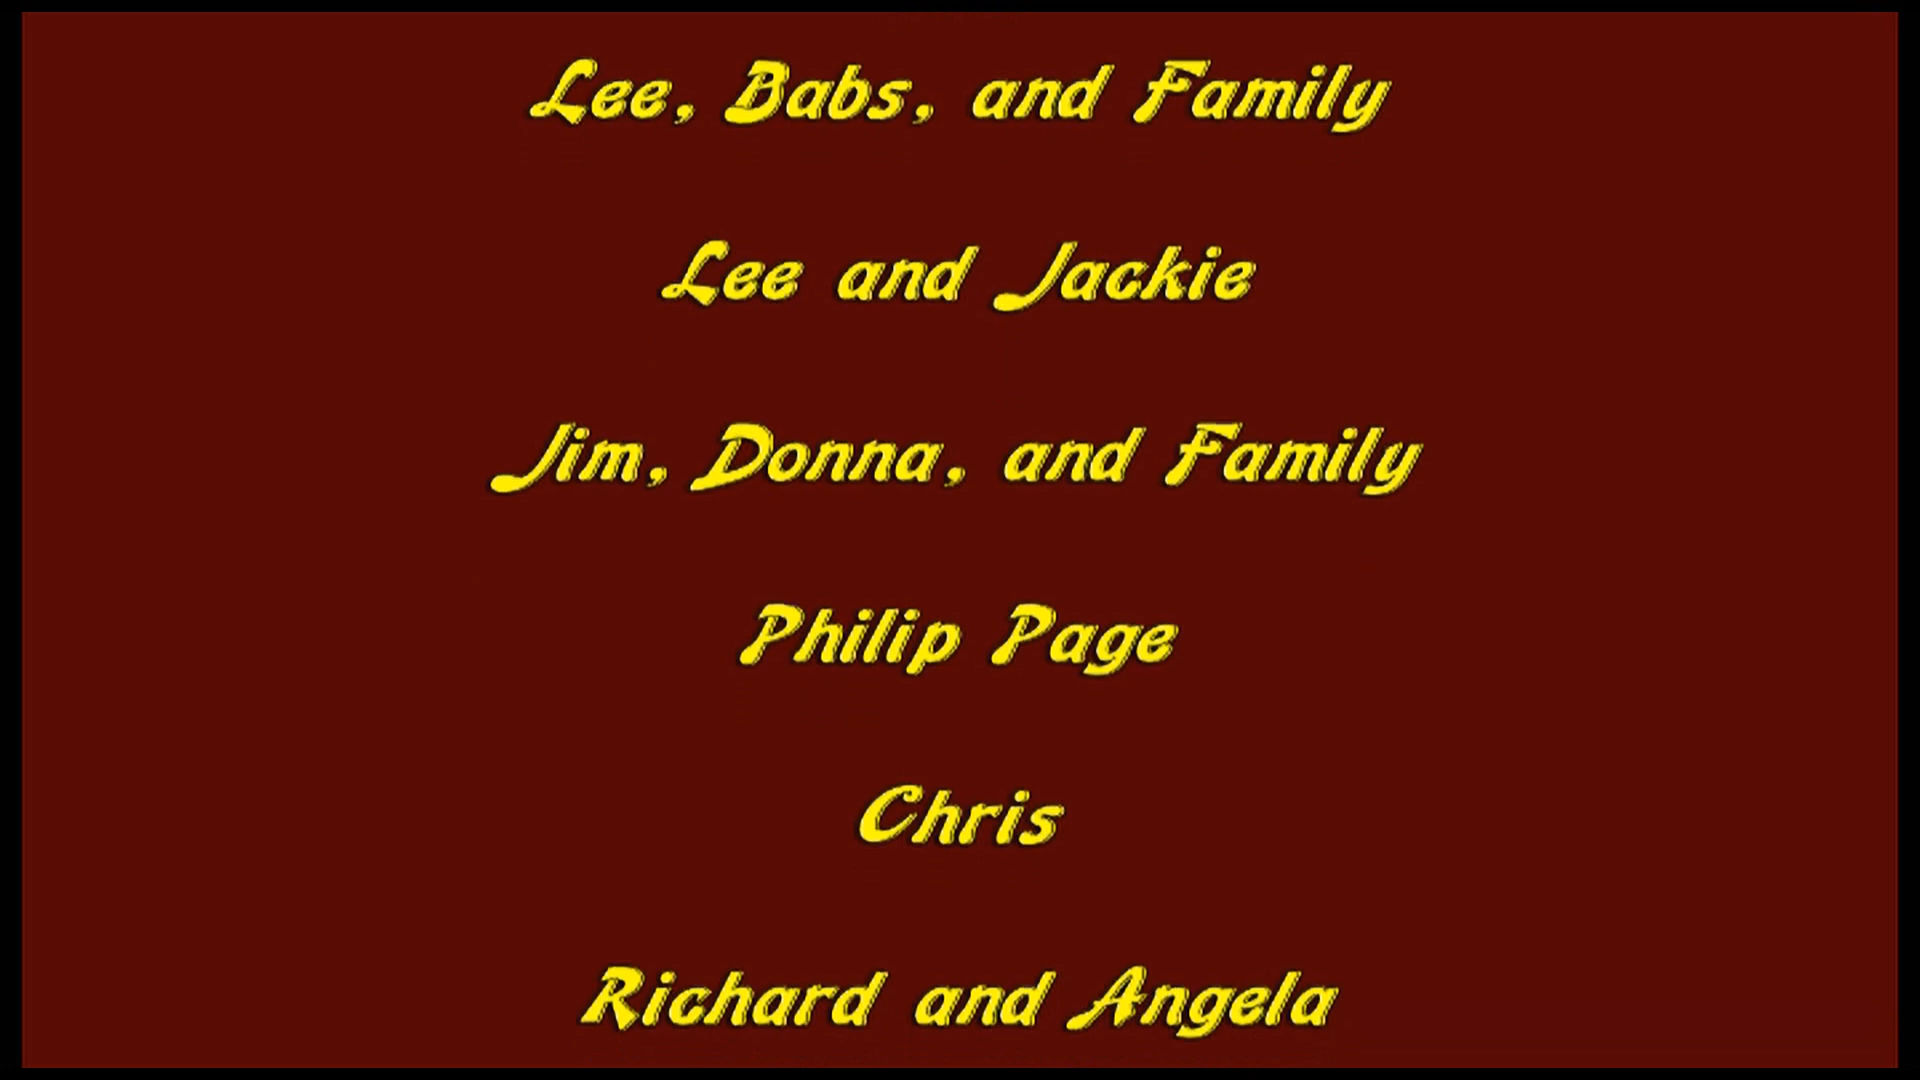 Lee, Babs, and Family
Lee and Jackie
Jim, Donna, and Family
Philip Page
Chris
Richard and Angela